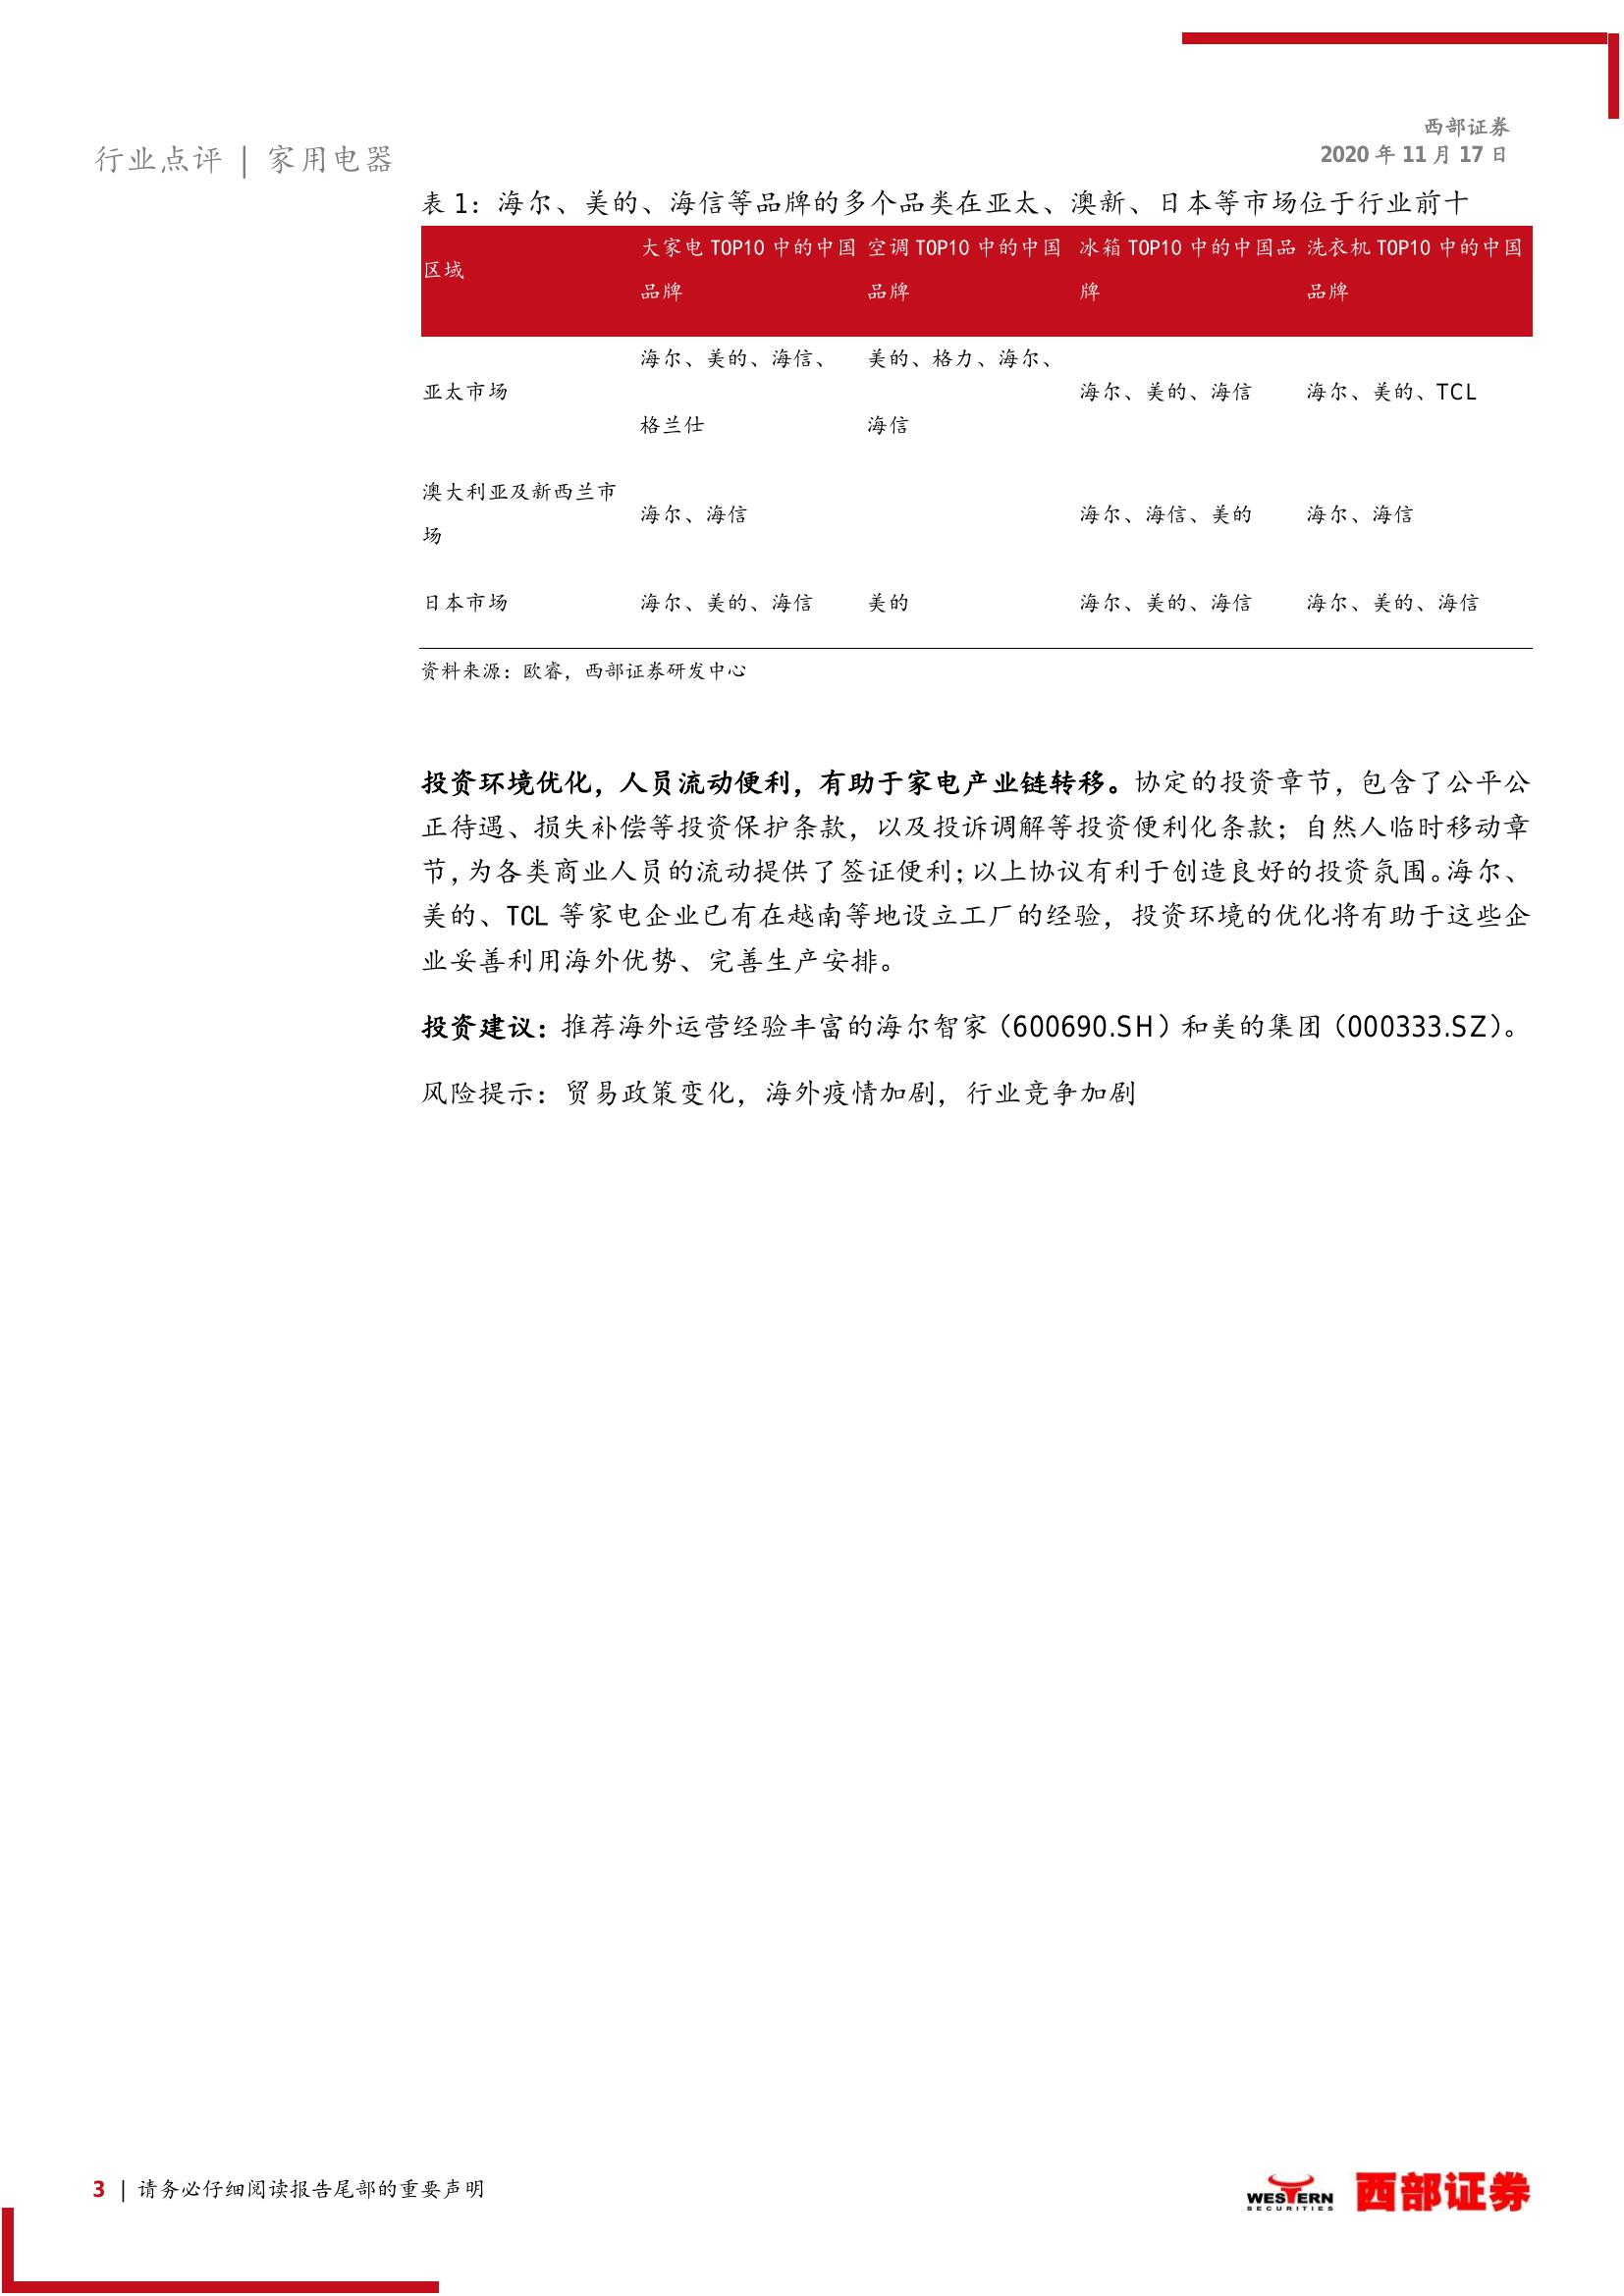 行业点评 | 家用电器
西部证券
2020 年 11 月 17 日
表 1：海尔、美的、海信等品牌的多个品类在亚太、澳新、日本等市场位于行业前十
区域
大家电 TOP10 中的中国
品牌
空调 TOP10 中的中国
品牌
冰箱 TOP10 中的中国品
牌
洗衣机 TOP10 中的中国
品牌
亚太市场
海尔、美的、海信、
格兰仕
美的、格力、海尔、
海信
海尔、美的、海信
海尔、美的、TCL
澳大利亚及新西兰市
场
海尔、海信
海尔、海信、美的
海尔、海信
日本市场
海尔、美的、海信
美的
海尔、美的、海信
海尔、美的、海信
资料来源：欧睿，西部证券研发中心
投资环境优化，人员流动便利，有助于家电产业链转移。协定的投资章节，包含了公平公
正待遇、损失补偿等投资保护条款，以及投诉调解等投资便利化条款；自然人临时移动章
节，为各类商业人员的流动提供了签证便利；以上协议有利于创造良好的投资氛围。海尔、
美的、TCL 等家电企业已有在越南等地设立工厂的经验，投资环境的优化将有助于这些企
业妥善利用海外优势、完善生产安排。
投资建议：推荐海外运营经验丰富的海尔智家（600690.SH）和美的集团（000333.SZ）。
风险提示：贸易政策变化，海外疫情加剧，行业竞争加剧
3 | 请务必仔细阅读报告尾部的重要声明
WESTERN
SECURITIES
西部证券